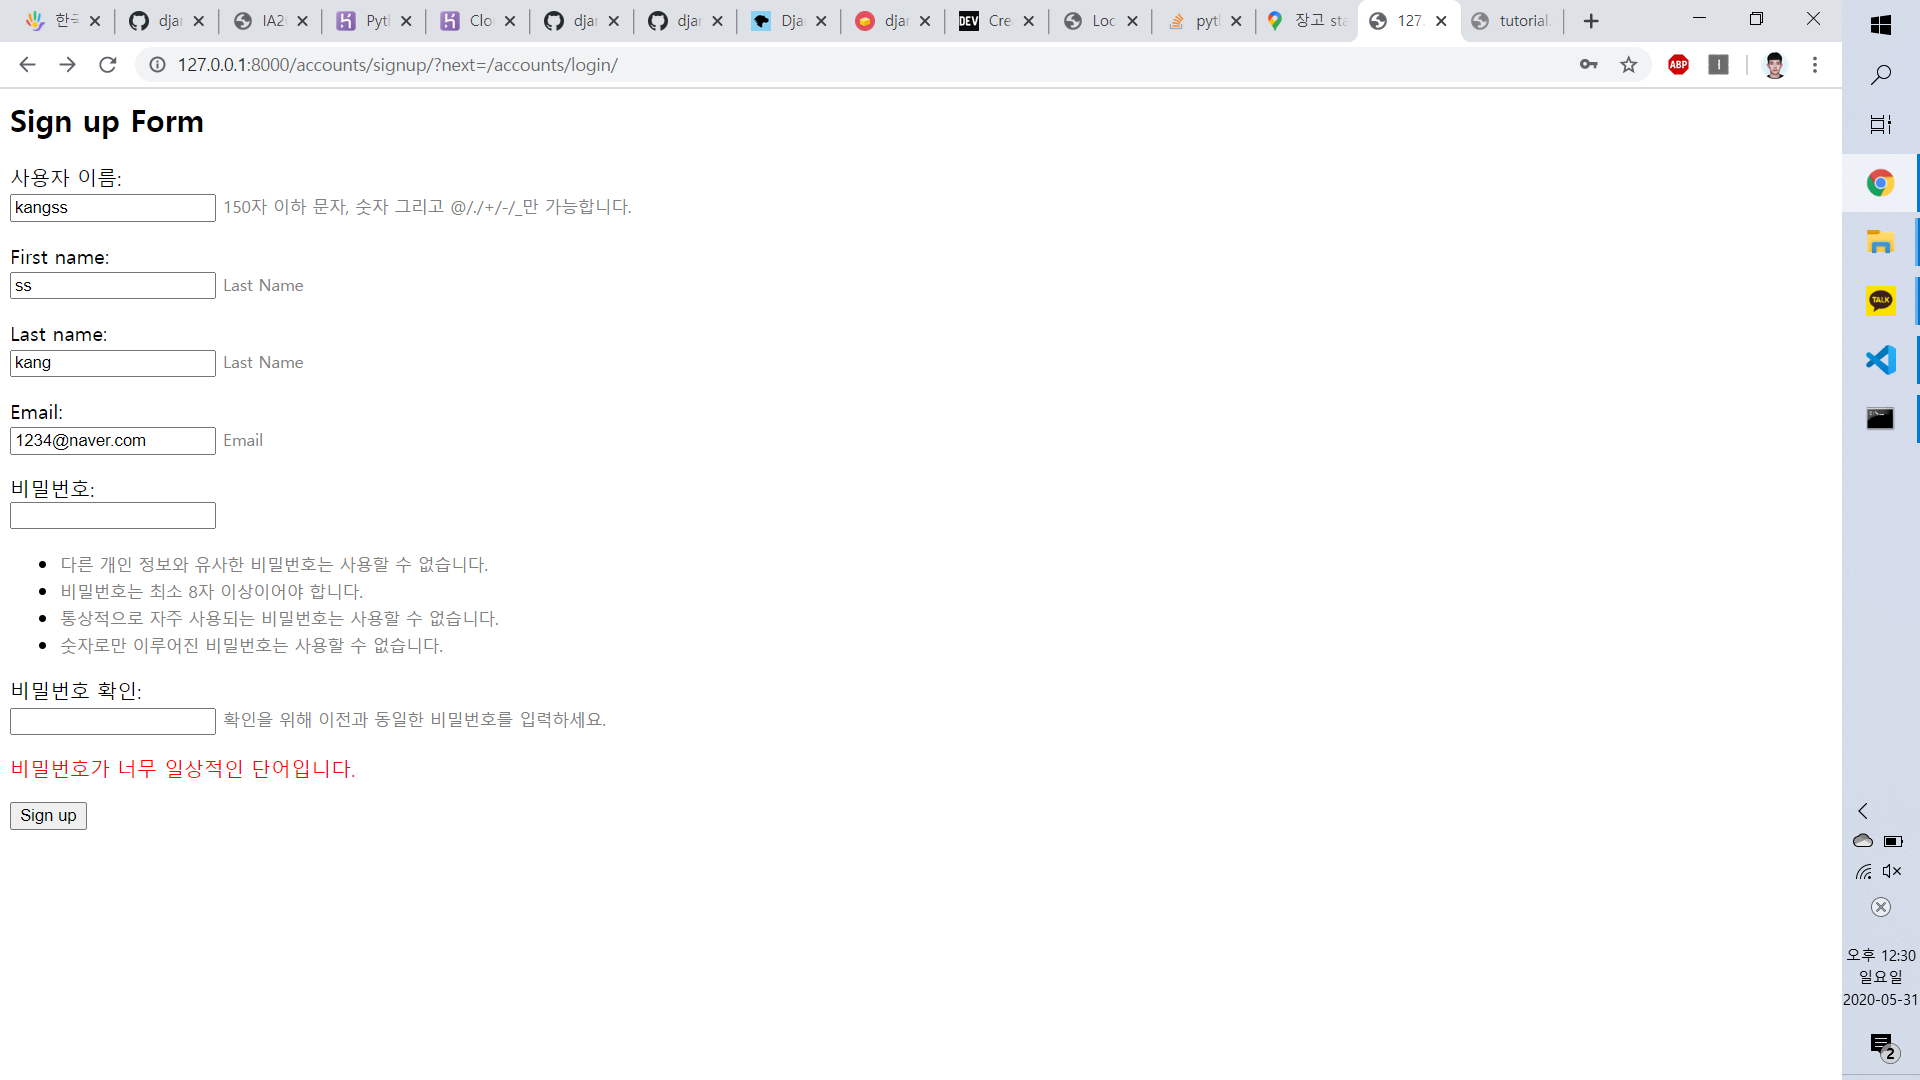 한국
djan
IA20
Pyth
Clou
djan
djan
Djan
djan
DEV
Cre
Loc
pyth
장고 sta
127.
tutorial.
127.0.0.1:8000/accounts/signup/?next=/accounts/login/
ABP
Sign up Form
사용자 이름:
kangss 150자 이하 문자, 숫자 그리고 @/./+/-/_만 가능합니다.
First name:
ss Last Name
Last name:
kang Last Name
Email:
1234@naver.com Email
비밀번호:
다른 개인 정보와 유사한 비밀번호는 사용할 수 없습니다.
비밀번호는 최소 8자 이상이어야 합니다.
통상적으로 자주 사용되는 비밀번호는 사용할 수 없습니다.
숫자로만 이루어진 비밀번호는 사용할 수 없습니다.
비밀번호 확인:
확인을 위해 이전과 동일한 비밀번호를 입력하세요.
비밀번호가 너무 일상적인 단어입니다.
Sign up
TALK
오후 12:30
일요일
2020-05-31
2